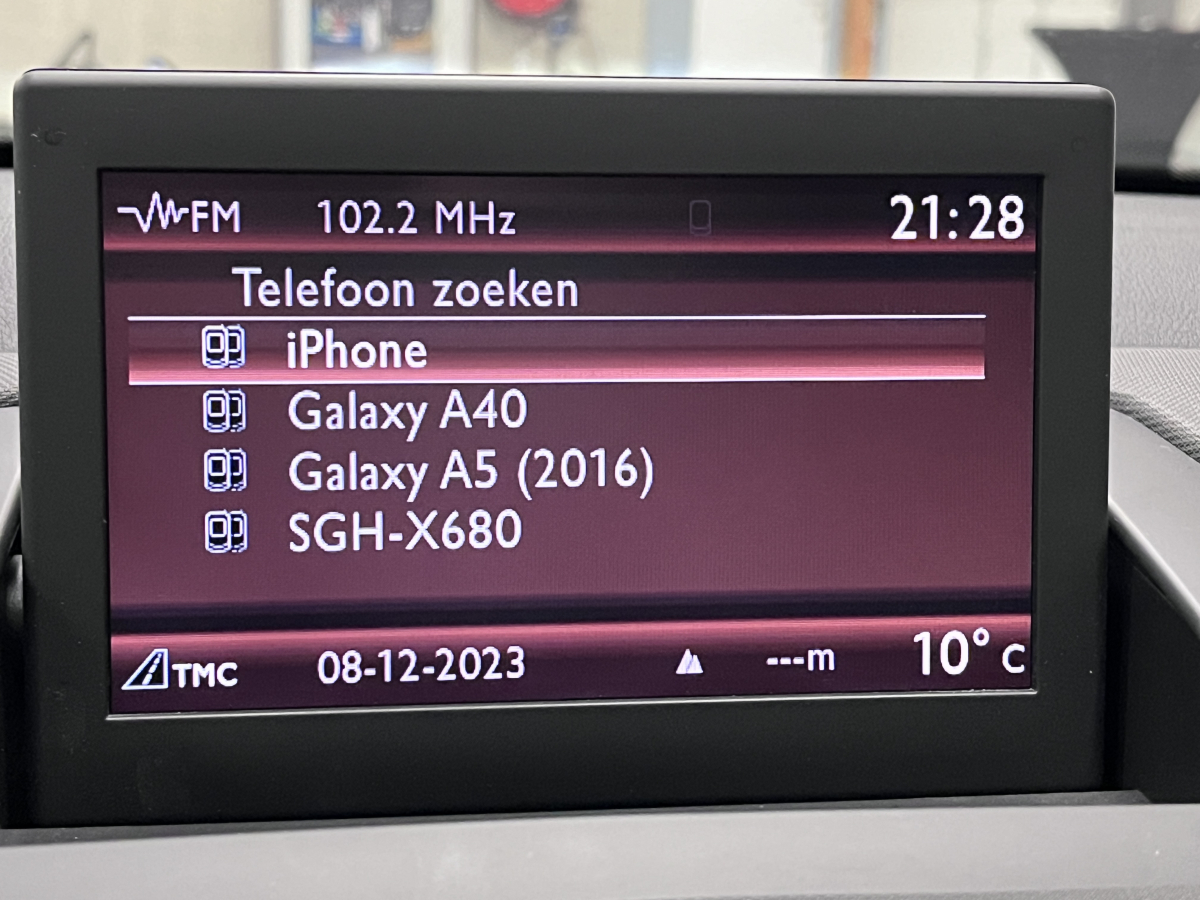 FM 102.2 MHz 21:28
Telefoon zoeken
iPhone
Galaxy A40
Galaxy A5 (2016)
SGH-X680
TMC 08-12-2023 ---m 10° C